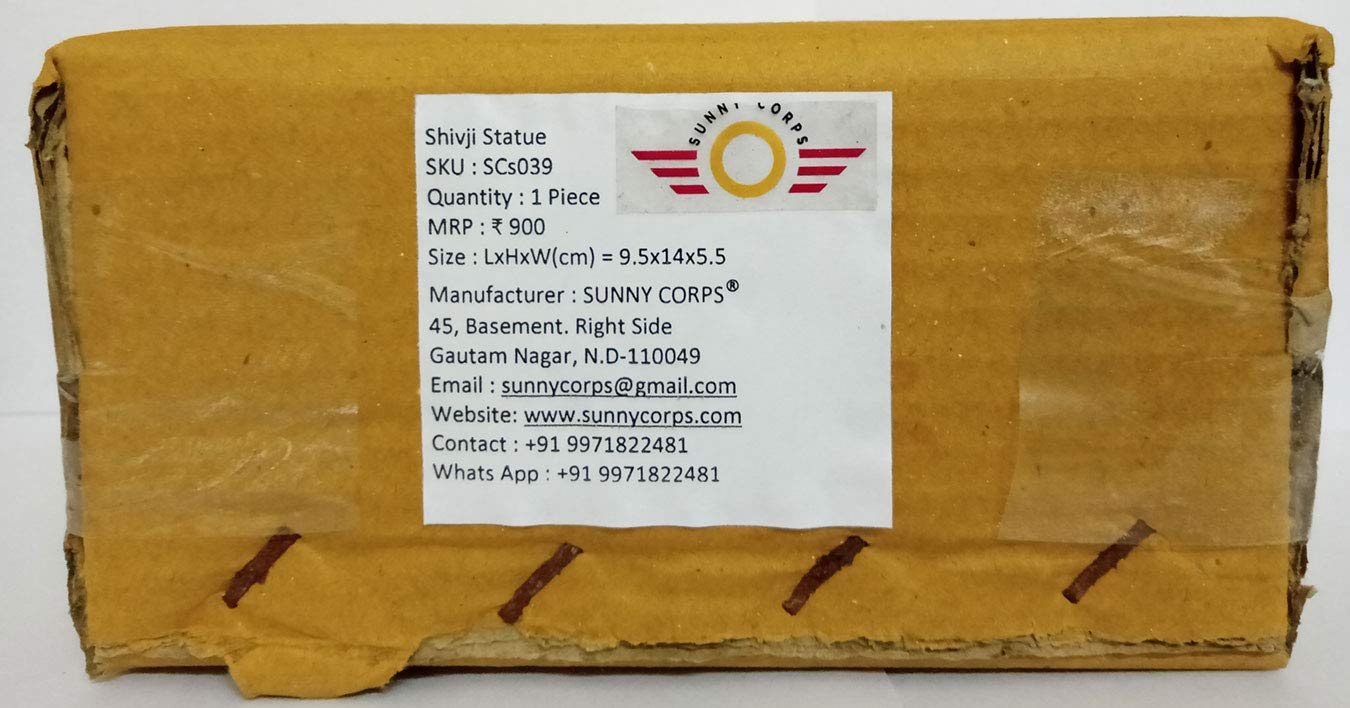 SUNNY CORPS
Shivji Statue
SKU : SCs039
Quantity : 1 Piece
MRP : ₹ 900
Size : LxHxW(cm) = 9.5x14x5.5
Manufacturer : SUNNY CORPS®
45, Basement. Right Side
Gautam Nagar, N.D-110049
Email : sunnycorps@gmail.com
Website: www.sunnycorps.com
Contact : +91 9971822481
Whats App : +91 9971822481